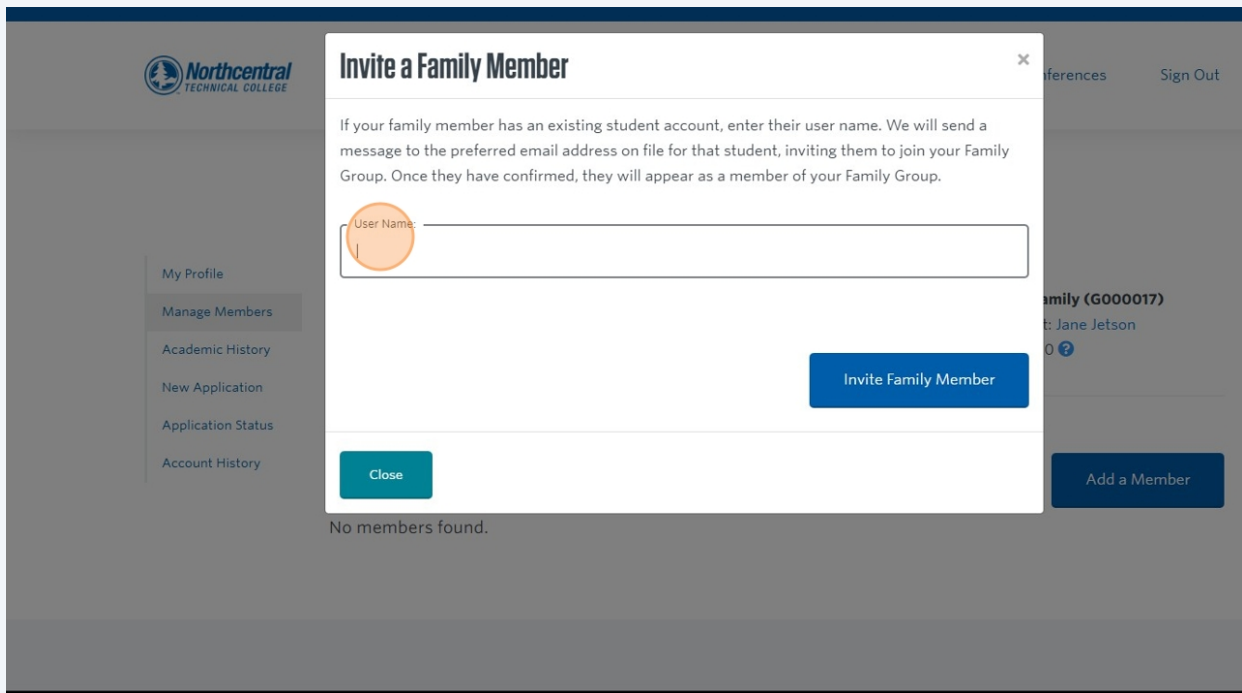 Northcentral
TECHNICAL COLLEGE
Sign Out
Invite a Family Member
×
If your family member has an existing student account, enter their user name. We will send a
message to the preferred email address on file for that student, inviting them to join your Family
Group. Once they have confirmed, they will appear as a member of your Family Group.
User Name:
Invite Family Member
Close
My Profile
Manage Members
Academic History
New Application
Application Status
Account History
(G000017)
Jane Jetson
0 ?
Add a Member
No members found.